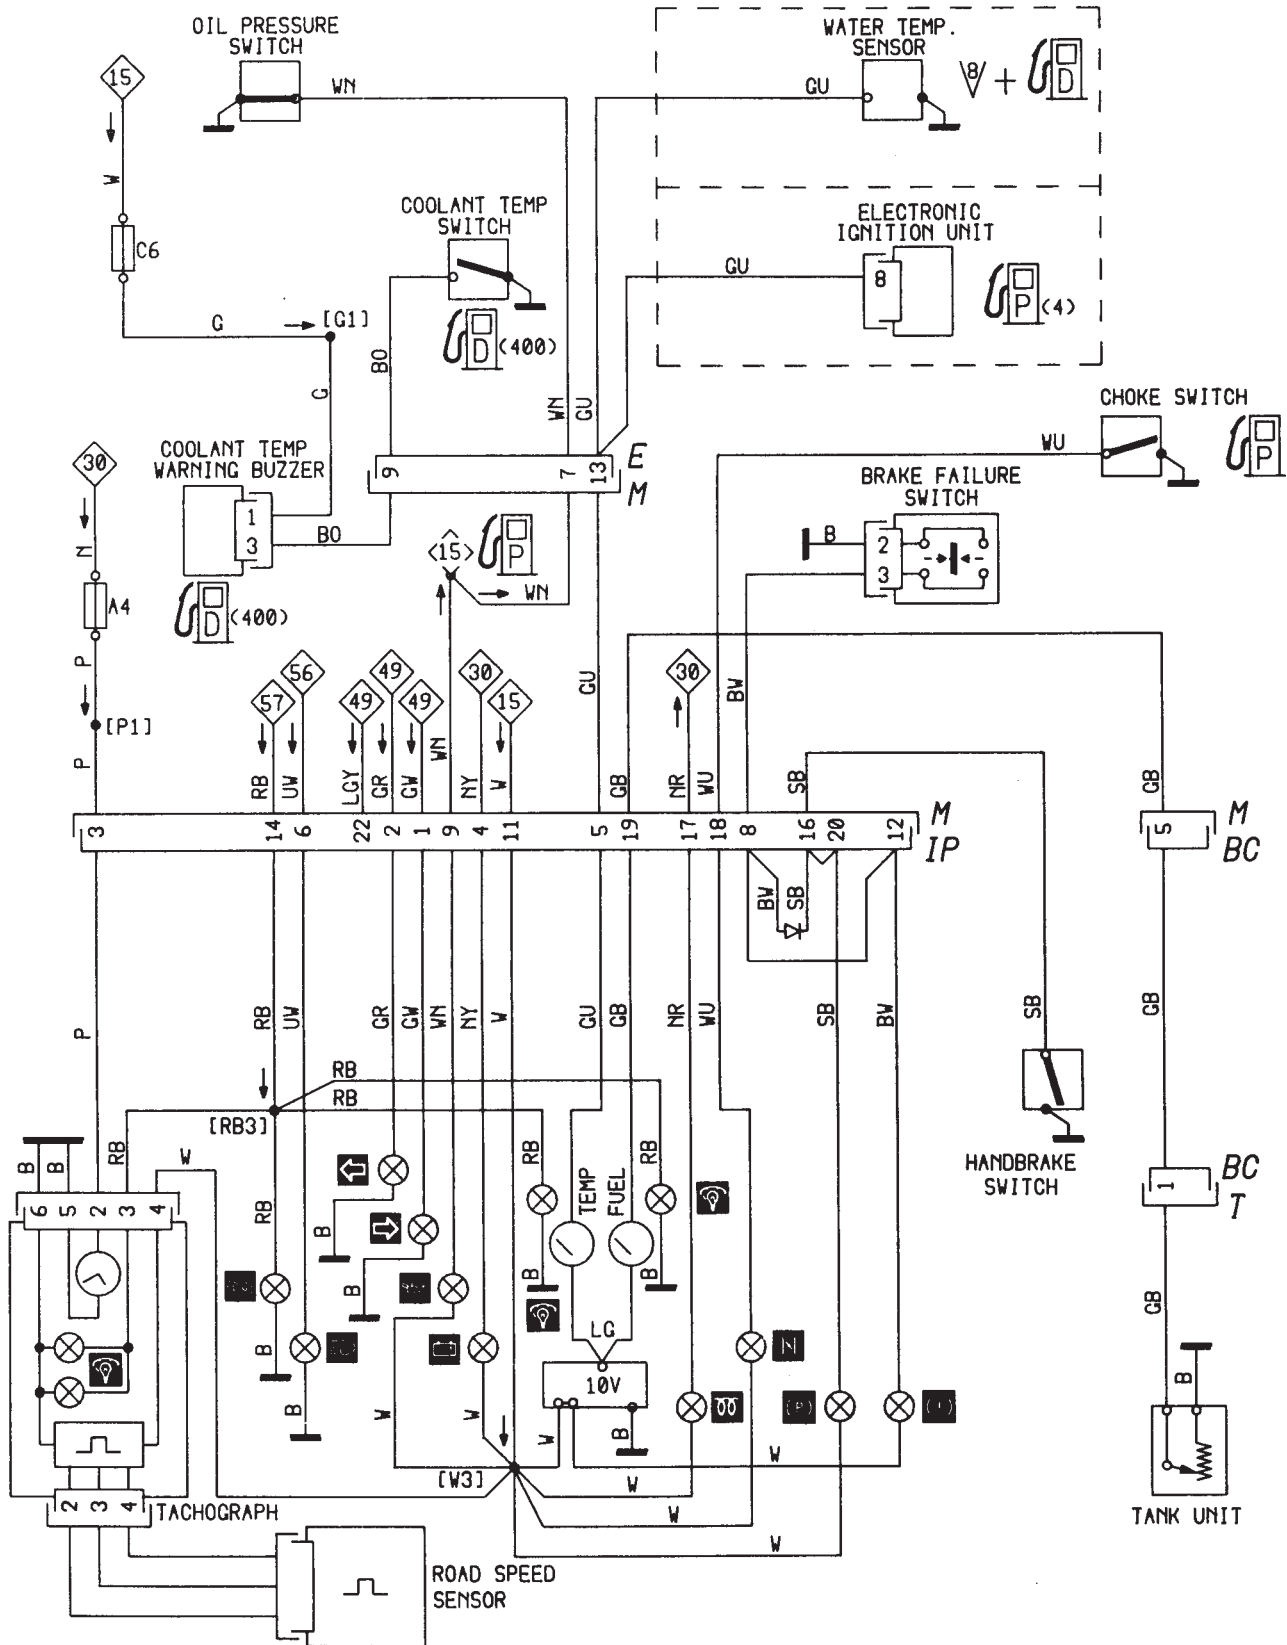 OIL PRESSURE
SWITCH
WATER TEMP.
SENSOR
15
WN
GU
8
+
D
W
COOLANT TEMP
SWITCH
ELECTRONIC
IGNITION UNIT
C6
GU
8
P
(4)
G
[G1]
D
(400)
BO
G
WN
GU
CHOKE SWITCH
WU
P
COOLANT TEMP
WARNING BUZZER
30
9
7
13
E
M
BRAKE FAILURE
SWITCH
1
3
BO
15
P
B
2
3
N
A4
D
(400)
WN
P
56
49
30
30
57
49
49
15
GU
BW
[P1]
P
RB
UW
LGY
GR
GW
WN
NY
W
GB
NR
WU
SB
GB
3
14
6
22
2
1
9
4
11
5
19
17
18
8
16
20
12
M
IP
5
M
BC
BW
SB
P
RB
UW
GR
GW
WN
NY
W
GU
GB
NR
WU
SB
BW
SB
GB
RB
RB
[RB3]
B
B
RB
W
RB
TEMP
FUEL
RB
HANDBRAKE
SWITCH
1
BC
T
6
5
2
3
4
RB
B
B
B
B
GB
LG
10V
N
B
B
W
W
W
B
(P)
(!)
B
[W3]
W
W
W
W
2
3
4
TACHOGRAPH
TANK UNIT
ROAD SPEED
SENSOR